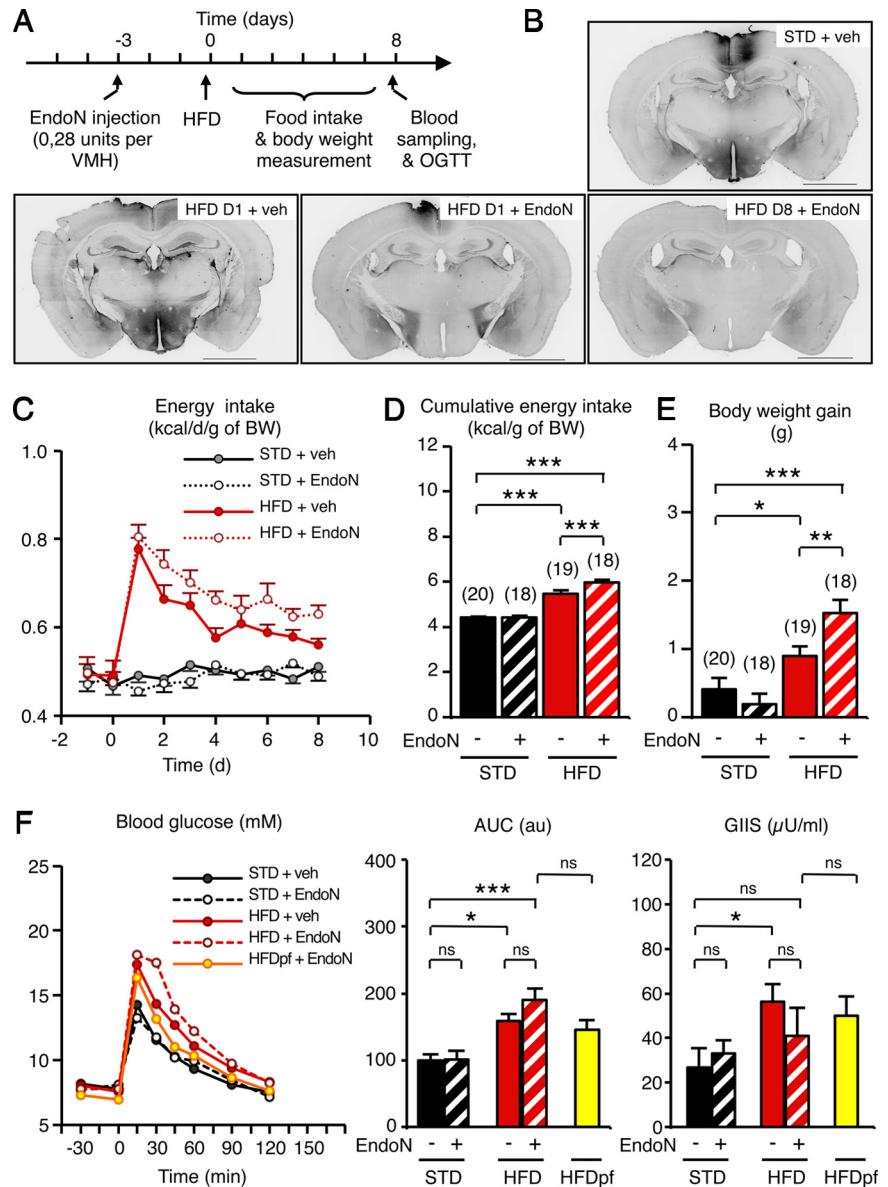 A
Time (days)
-3
0
8
EndoN injection
(0,28 units per
VMH)
HFD
Food intake
& body weight
measurement
Blood
sampling,
& OGTT
B
STD + veh
HFD D1 + veh
HFD D1 + EndoN
HFD D8 + EndoN
C
Energy intake
(kcal/d/g of BW)
1.0
0.8
0.6
0.4
STD + veh
STD + EndoN
HFD + veh
HFD + EndoN
-2
0
2
4
6
8
10
Time (d)
D
Cumulative energy intake
(kcal/g of BW)
12
10
8
6
4
2
0
***
***
***
(20)
(18)
(19)
(18)
EndoN
-
+
-
+
STD
HFD
E
Body weight gain
(g)
4
3
2
1
0
***
*
**
(20)
(18)
(19)
(18)
EndoN
-
+
-
+
STD
HFD
F
Blood glucose (mM)
25
20
15
10
5
STD + veh
STD + EndoN
HFD + veh
HFD + EndoN
HFDpf + EndoN
-30
0
30
60
90
120
150
Time (min)
AUC (au)
400
300
200
100
0
ns
***
*
ns
ns
EndoN
-
+
-
+
STD
HFD
HFDpf
GIIS (µU/ml)
120
100
80
60
40
20
0
ns
ns
*
ns
ns
EndoN
-
+
-
+
STD
HFD
HFDpf